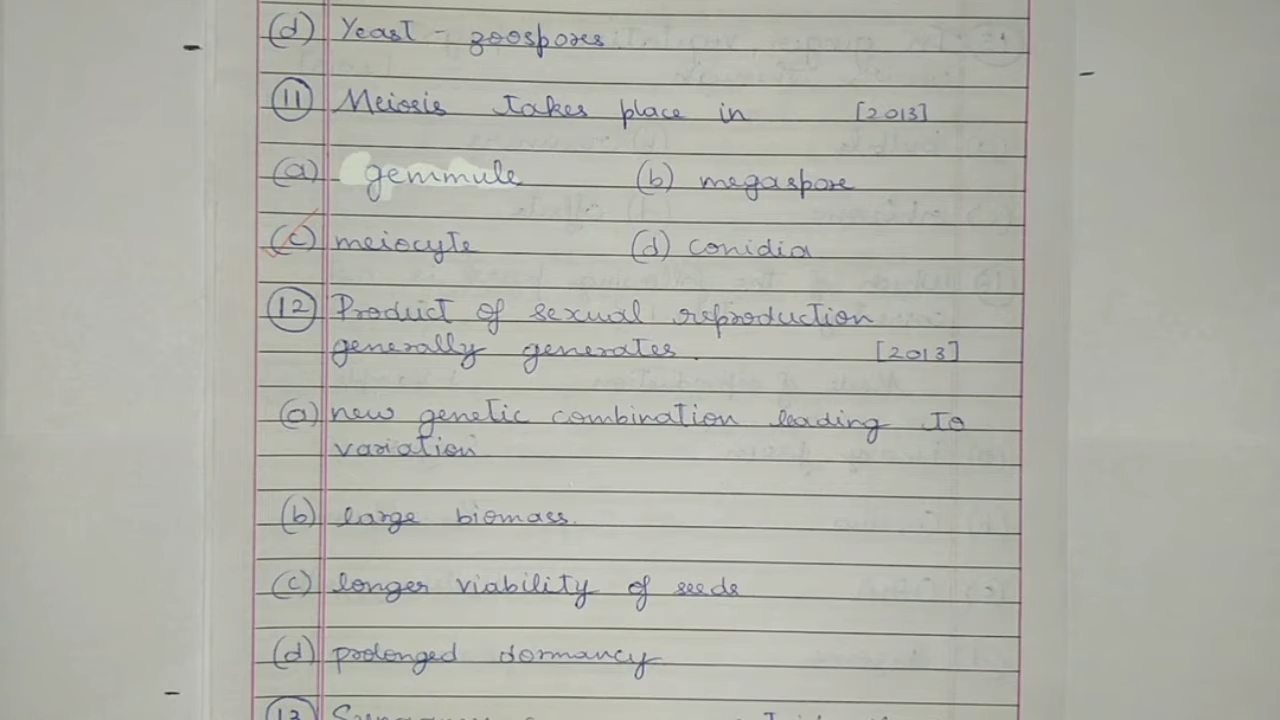 (d) Yeast - zoospores
(11) Meiosis takes place in [2013]
(a) gemmule (b) megaspore
(c) meiocyte (d) conidia
(12) Product of sexual reproduction
generally generates. [2013]
(a) new genetic combination leading to
variation
(b) large biomass.
(c) longer viability of seeds
(d) prolonged dormancy
(13)